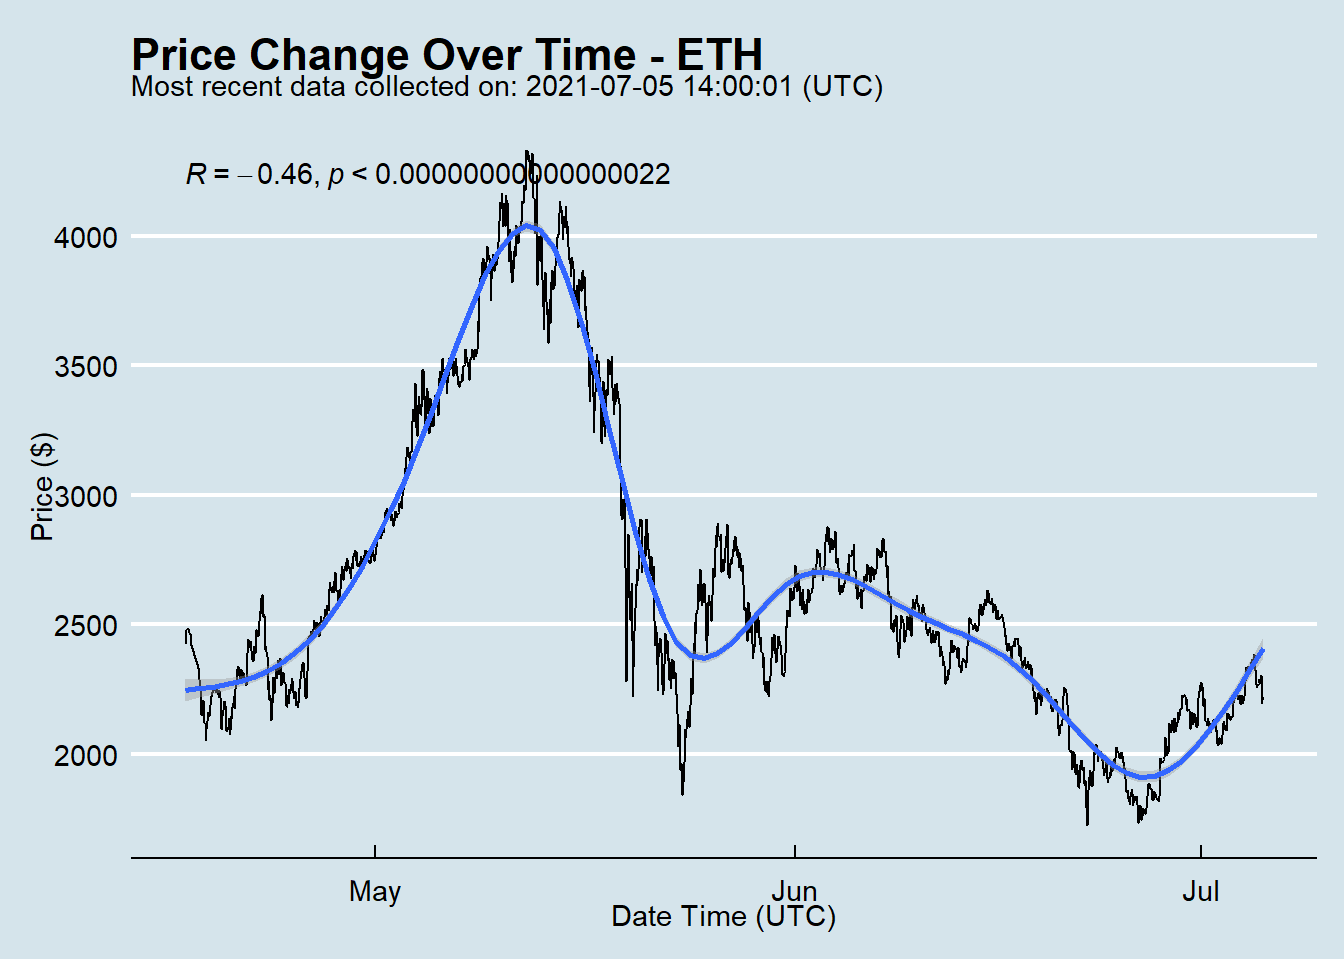 Price Change Over Time - ETH
Most recent data collected on: 2021-07-05 14:00:01 (UTC)
R = −0.46, p < 0.00000000000000022
4000
3500
3000
2500
2000
Price ($)
May
Jun
Jul
Date Time (UTC)